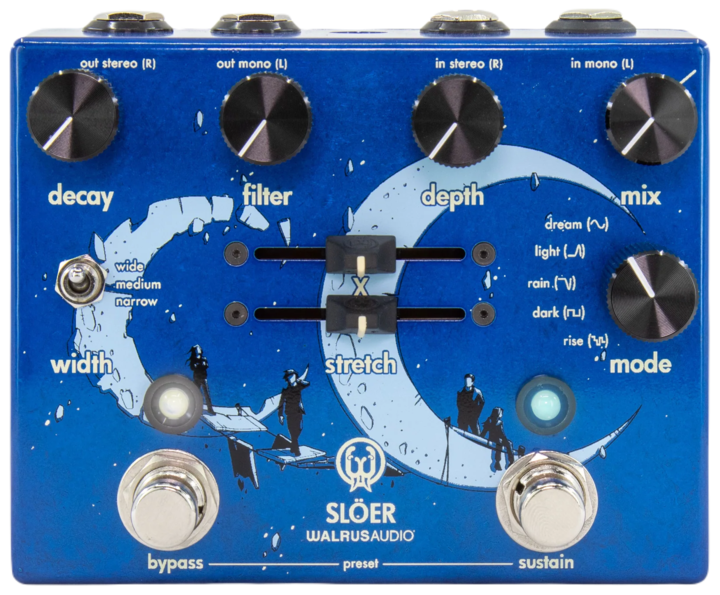 out stereo (R) out mono (L) in stereo (R) in mono (L)
decay filter depth mix
dream
light
rain
dark
rise
wide
medium
narrow
X
width stretch mode
SLÖER
WALRUSAUDIO
bypass preset sustain